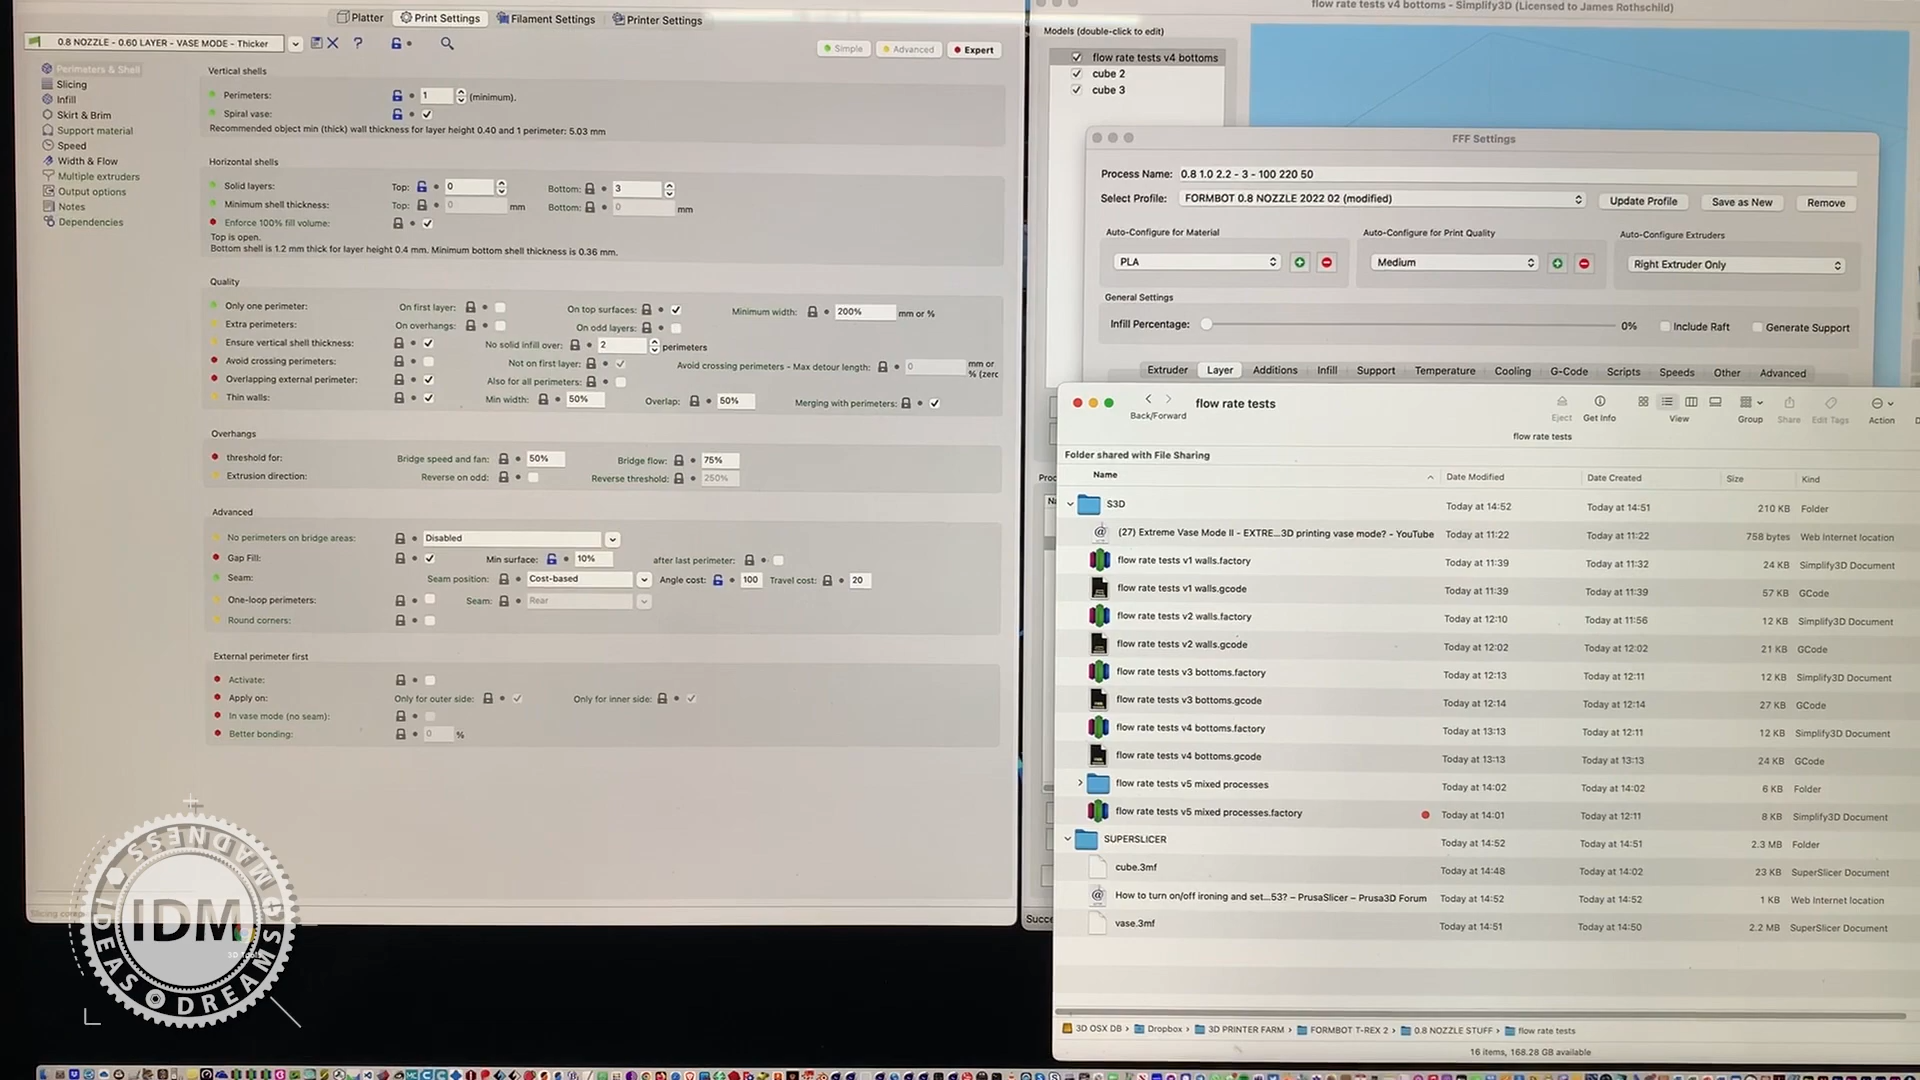 Platter Print Settings Filament Settings Printer Settings
0.8 NOZZLE - 0.60 LAYER - VASE MODE - Thicker
?
Simple Advanced Expert
Perimeters & Shell
Slicing
Infill
Skirt & Brim
Support material
Speed
Width & Flow
Multiple extruders
Output options
Notes
Dependencies
Vertical shells
Perimeters: 1 (minimum).
Spiral vase:
Recommended object min (thick) wall thickness for layer height 0.40 and 1 perimeter: 5.03 mm
Horizontal shells
Solid layers: Top: 0 Bottom: 3
Minimum shell thickness: Top: 0 mm Bottom: 0 mm
Enforce 100% fill volume:
Top is open.
Bottom shell is 1.2 mm thick for layer height 0.4 mm. Minimum bottom shell thickness is 0.36 mm.
Quality
Only one perimeter: On first layer: On top surfaces: Minimum width: 200% mm or %
Extra perimeters: On overhangs: On odd layers:
Ensure vertical shell thickness: No solid infill over: 2 perimeters
Avoid crossing perimeters: Not on first layer: Avoid crossing perimeters - Max detour length: 0 mm or % (zero
Overlapping external perimeter: Also for all perimeters:
Thin walls: Min width: 50% Overlap: 50% Merging with perimeters:
Overhangs
threshold for: Bridge speed and fan: 50% Bridge flow: 75%
Extrusion direction: Reverse on odd: Reverse threshold: 250%
Advanced
No perimeters on bridge areas: Disabled
Gap Fill: Min surface: 10% after last perimeter:
Seam: Seam position: Cost-based Angle cost: 100 Travel cost: 20
One-loop perimeters: Seam: Rear
Round corners:
External perimeter first
Activate:
Apply on: Only for outer side: Only for inner side:
In vase mode (no seam):
Better bonding: 0 %
IDM
IDEAS DREAMS MADNESS
flow rate tests v4 bottoms - Simplify3D (Licensed to James Rothschild)
Models (double-click to edit)
flow rate tests v4 bottoms
cube 2
cube 3
FFF Settings
Process Name: 0.8 1.0 2.2 - 3 - 100 220 50
Select Profile: FORMBOT 0.8 NOZZLE 2022 02 (modified) Update Profile Save as New Remove
Auto-Configure for Material Auto-Configure for Print Quality Auto-Configure Extruders
PLA Medium Right Extruder Only
General Settings
Infill Percentage: 0% Include Raft Generate Support
Extruder Layer Additions Infill Support Temperature Cooling G-Code Scripts Speeds Other Advanced
flow rate tests
Back/Forward Eject Get Info View Group Share Edit Tags Action
flow rate tests
Folder shared with File Sharing
Name Date Modified Date Created Size Kind
S3D Today at 14:52 Today at 14:51 210 KB Folder
(27) Extreme Vase Mode II - EXTRE...3D printing vase mode? - YouTube Today at 11:22 Today at 11:22 758 bytes Web Internet location
flow rate tests v1 walls.factory Today at 11:39 Today at 11:32 24 KB Simplify3D Document
flow rate tests v1 walls.gcode Today at 11:39 Today at 11:39 57 KB GCode
flow rate tests v2 walls.factory Today at 12:10 Today at 11:56 12 KB Simplify3D Document
flow rate tests v2 walls.gcode Today at 12:02 Today at 12:02 21 KB GCode
flow rate tests v3 bottoms.factory Today at 12:13 Today at 12:11 12 KB Simplify3D Document
flow rate tests v3 bottoms.gcode Today at 12:14 Today at 12:14 27 KB GCode
flow rate tests v4 bottoms.factory Today at 13:13 Today at 12:11 12 KB Simplify3D Document
flow rate tests v4 bottoms.gcode Today at 13:13 Today at 13:13 24 KB GCode
flow rate tests v5 mixed processes Today at 14:02 Today at 14:02 6 KB Folder
flow rate tests v5 mixed processes.factory Today at 14:01 Today at 12:11 8 KB Simplify3D Document
SUPERSLICER Today at 14:52 Today at 14:51 2.3 MB Folder
cube.3mf Today at 14:48 Today at 14:02 23 KB SuperSlicer Document
How to turn on/off ironing and set...53? – PrusaSlicer – Prusa3D Forum Today at 14:52 Today at 14:52 1 KB Web Internet location
vase.3mf Today at 14:51 Today at 14:50 2.2 MB SuperSlicer Document
3D OSX DB Dropbox 3D PRINTER FARM FORMBOT T-REX 2 0.8 NOZZLE STUFF flow rate tests
16 items, 168.28 GB available